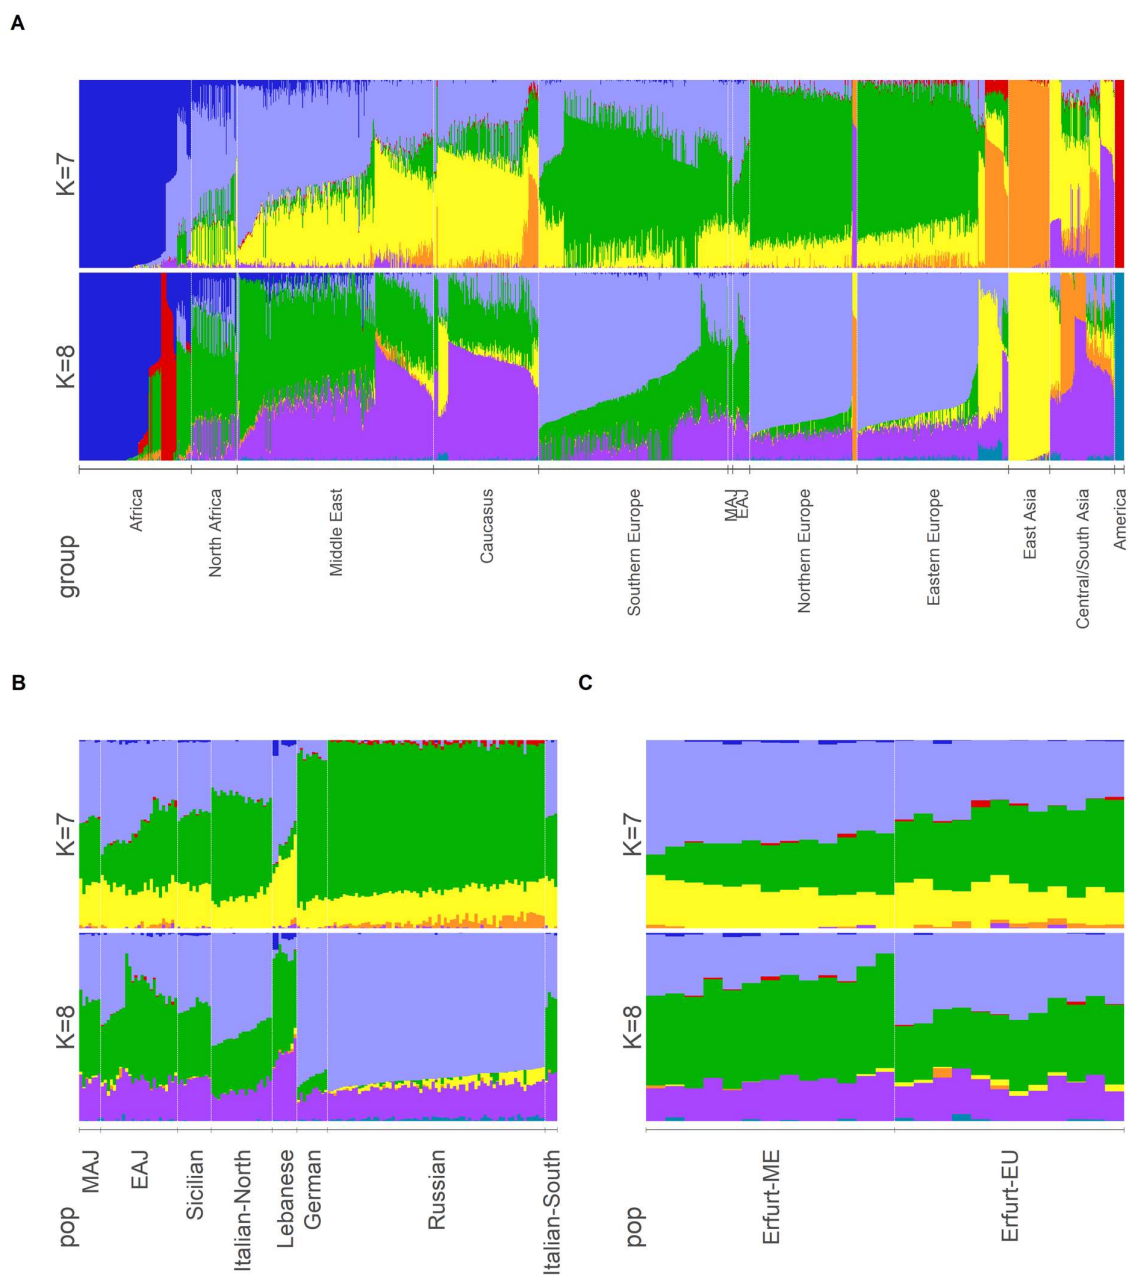 A
K=7
K=8
group
Africa
North Africa
Middle East
Caucasus
Southern Europe
MAJ
EAJ
Northern Europe
Eastern Europe
East Asia
Central/South Asia
America
B
C
K=7
K=8
pop
MAJ
EAJ
Sicilian
Italian-North
Lebanese
German
Russian
Italian-South
K=7
K=8
pop
Erfurt-ME
Erfurt-EU